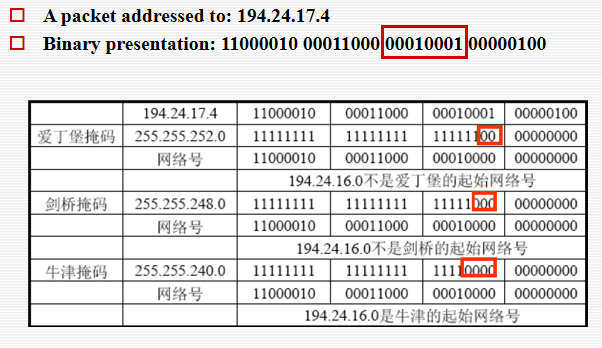 A packet addressed to: 194.24.17.4
Binary presentation: 11000010 00011000 00010001 00000100
194.24.17.4 11000010 00011000 00010001 00000100
爱丁堡掩码 255.255.252.0 11111111 11111111 11111100 00000000
网络号 11000010 00011000 00010000 00000000
194.24.16.0不是爱丁堡的起始网络号
剑桥掩码 255.255.248.0 11111111 11111111 11111000 00000000
网络号 11000010 00011000 00010000 00000000
194.24.16.0不是剑桥的起始网络号
牛津掩码 255.255.240.0 11111111 11111111 11110000 00000000
网络号 11000010 00011000 00010000 00000000
194.24.16.0是牛津的起始网络号